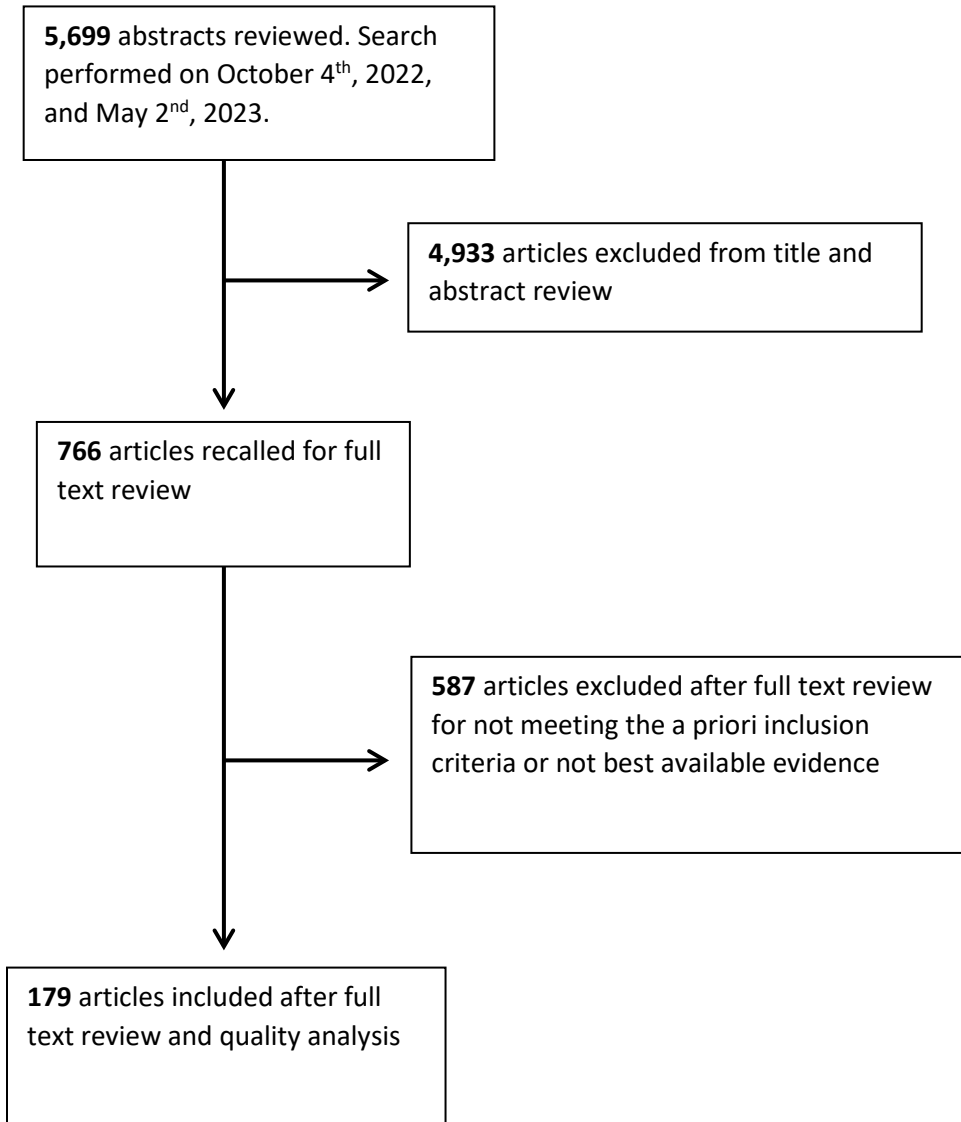 5,699 abstracts reviewed. Search
performed on October 4th, 2022,
and May 2nd, 2023.
4,933 articles excluded from title and
abstract review
766 articles recalled for full
text review
587 articles excluded after full text review
for not meeting the a priori inclusion
criteria or not best available evidence
179 articles included after full
text review and quality analysis